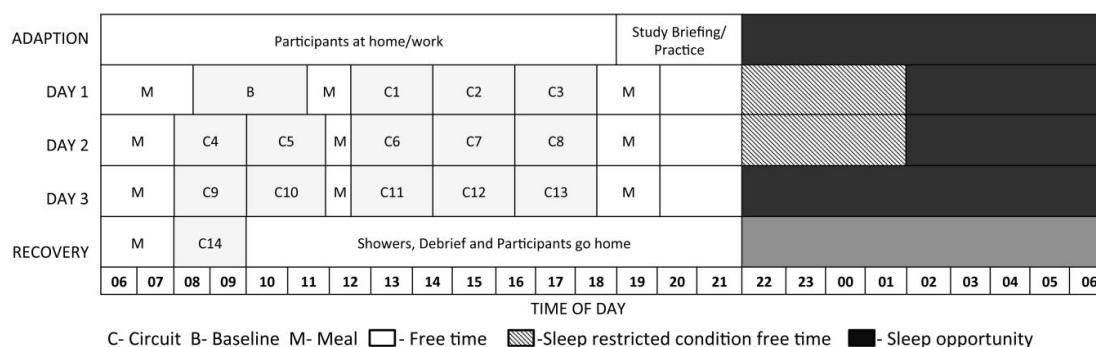 ADAPTION Participants at home/work Study Briefing/
Practice
DAY 1 M B M C1 C2 C3 M
DAY 2 M C4 C5 M C6 C7 C8 M
DAY 3 M C9 C10 M C11 C12 C13 M
RECOVERY M C14 Showers, Debrief and Participants go home
06 07 08 09 10 11 12 13 14 15 16 17 18 19 20 21 22 23 00 01 02 03 04 05 06
TIME OF DAY
C- Circuit B- Baseline M- Meal - Free time -Sleep restricted condition free time - Sleep opportunity